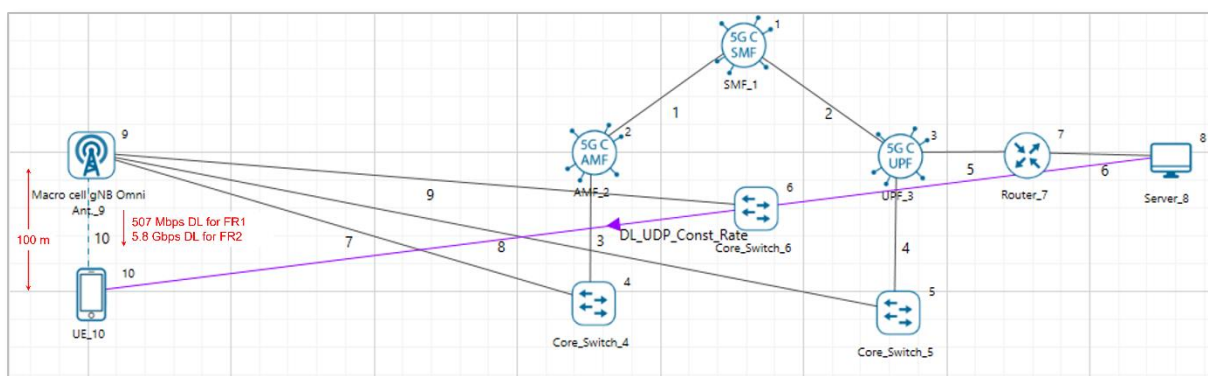 1
5G C
SMF
SMF_1
1
2
9
2
5G C
AMF
AMF_2
3
5G C
UPF
UPF_3
7
Router_7
8
Server_8
5
6
Macro cell gNB Omni
Ant._9
100 m
10
507 Mbps DL for FR1
5.8 Gbps DL for FR2
9
6
DL_UDP_Const_Rate
Core_Switch_6
7
8
3
4
10
UE_10
4
Core_Switch_4
5
Core_Switch_5